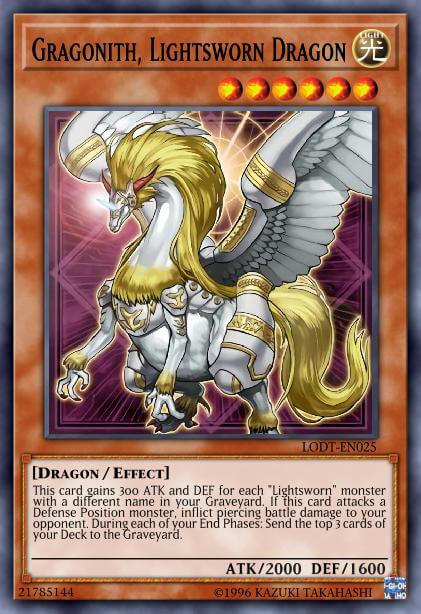 Gragonith, Lightsworn Dragon
LIGHT
光
LODT-EN025
[Dragon / Effect]
This card gains 300 ATK and DEF for each "Lightsworn" monster
with a different name in your Graveyard. If this card attacks a
Defense Position monster, inflict piercing battle damage to your
opponent. During each of your End Phases: Send the top 3 cards of
your Deck to the Graveyard.
ATK/2000 DEF/1600
21785144
©1996 KAZUKI TAKAHASHI